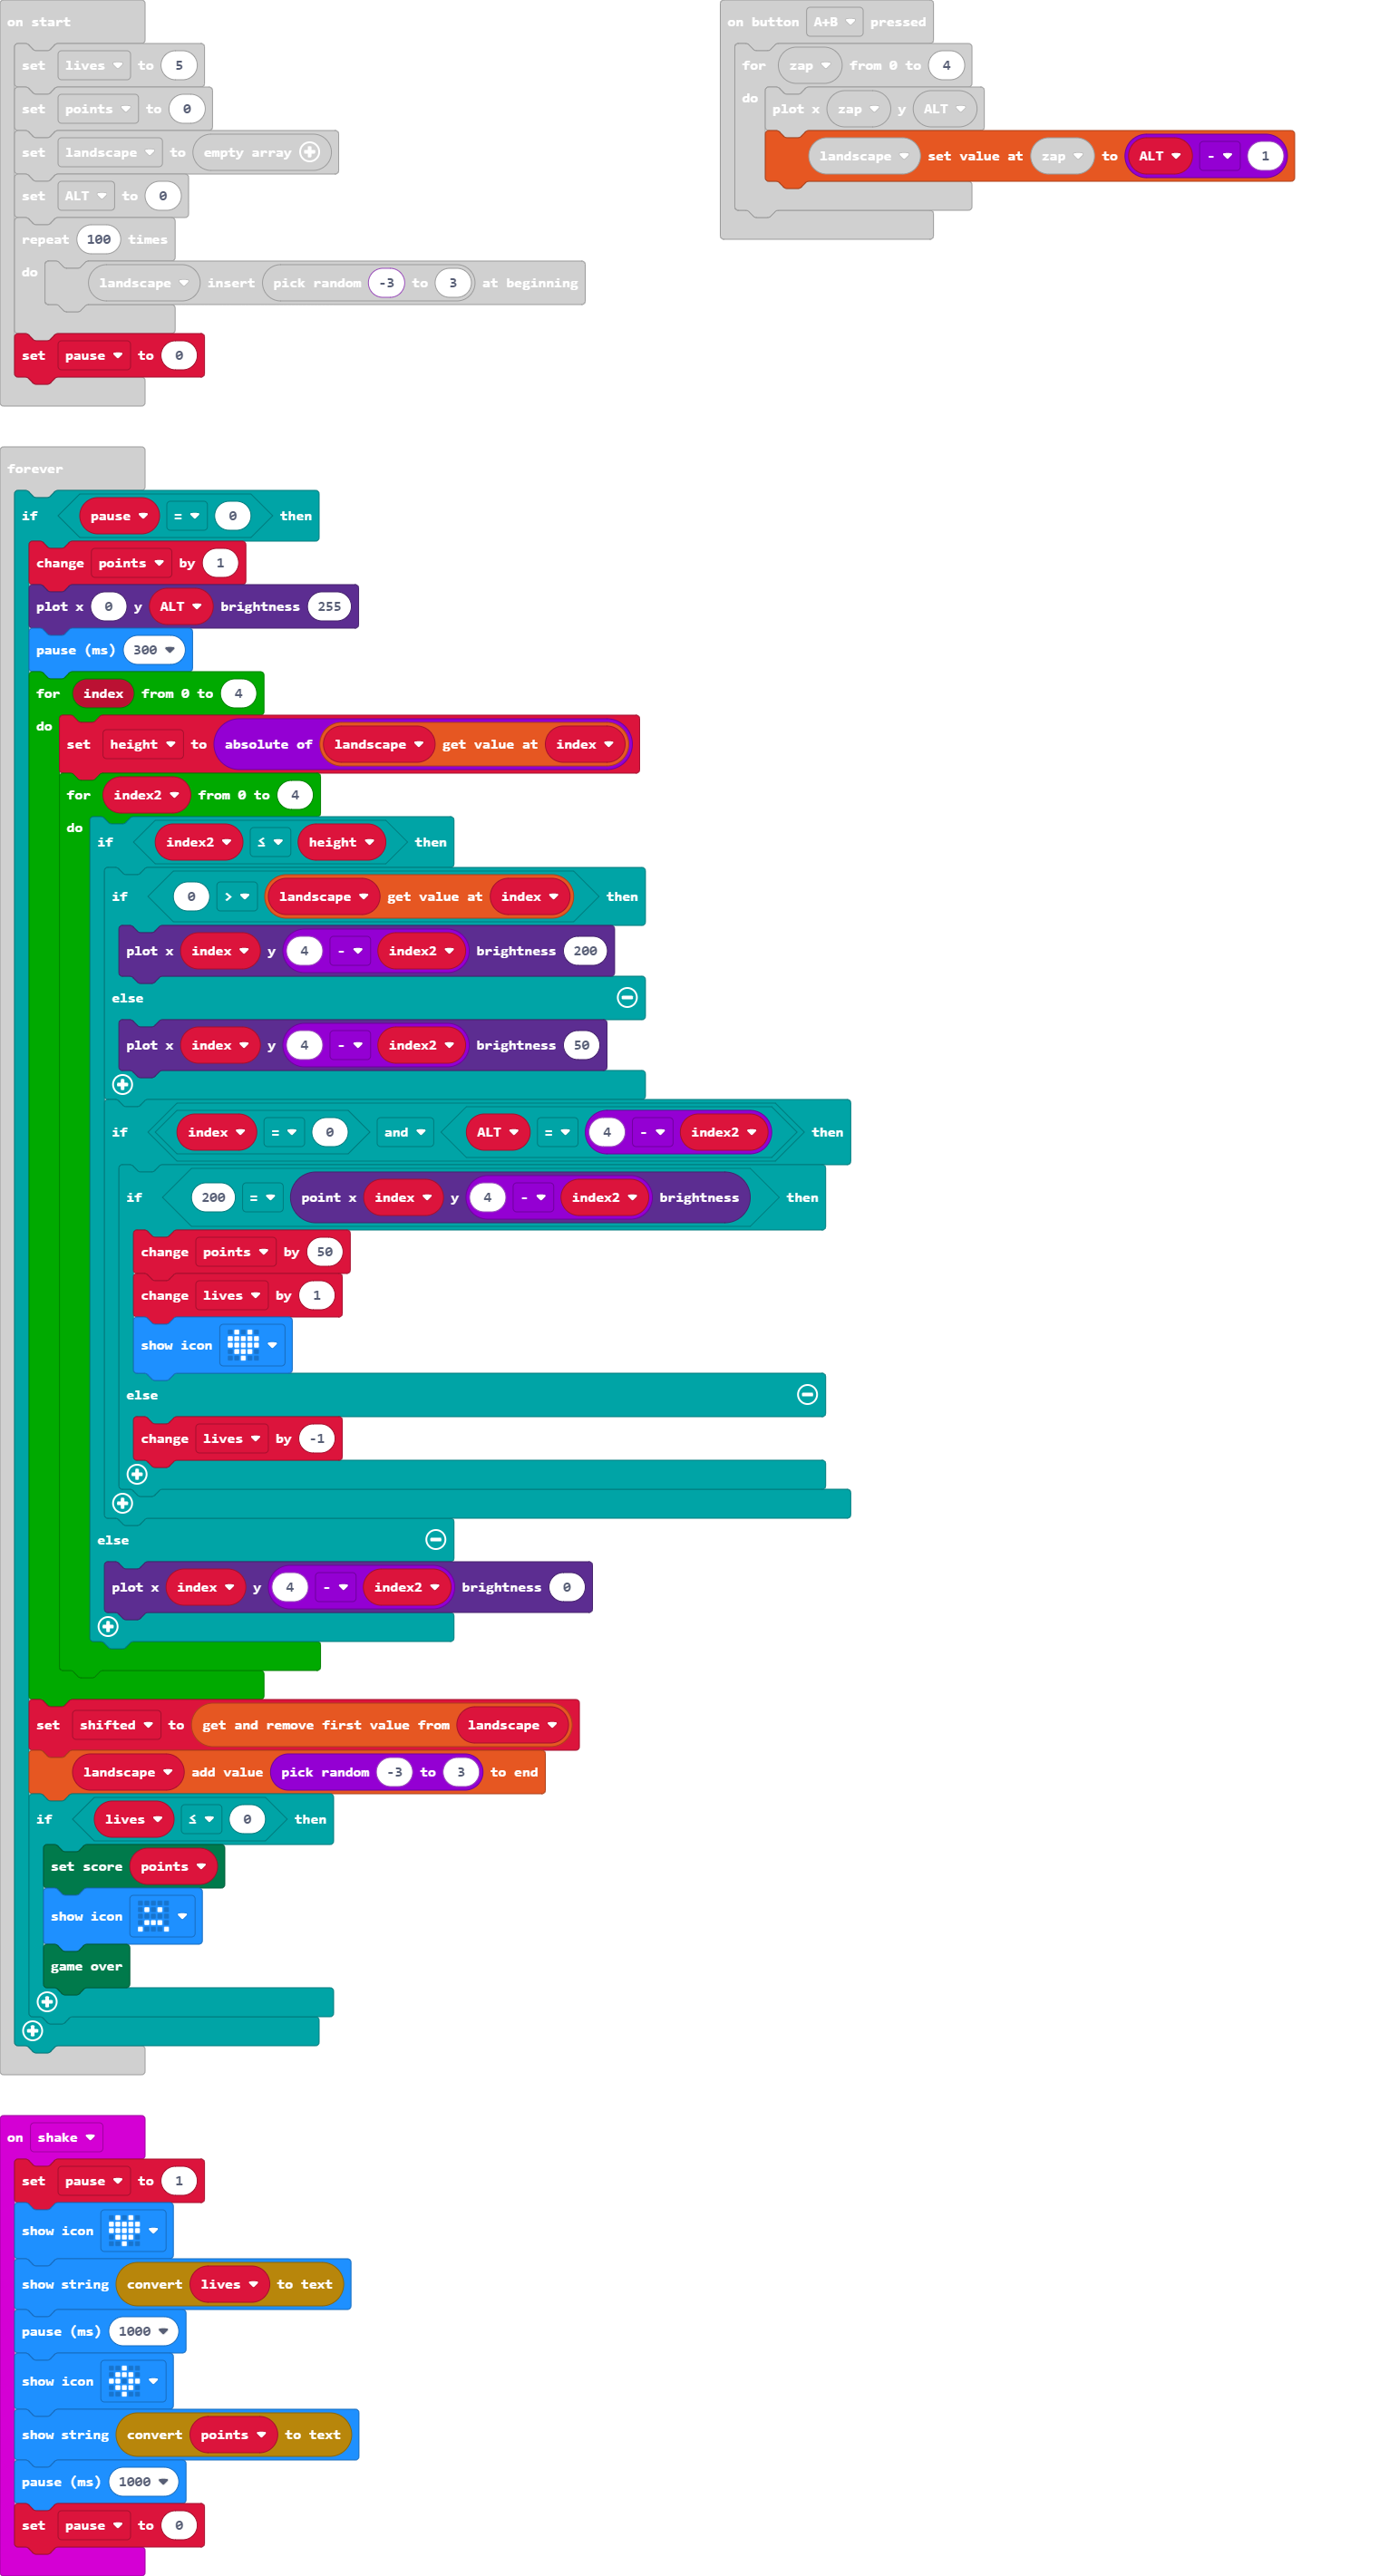 on start
set lives to 5
set points to 0
set landscape to empty array
set ALT to 0
repeat 100 times
do landscape insert pick random -3 to 3 at beginning
set pause to 0
on button A+B pressed
for zap from 0 to 4
do plot x zap y ALT
landscape set value at zap to ALT - 1
forever
if pause = 0 then
change points by 1
plot x 0 y ALT brightness 255
pause (ms) 300
for index from 0 to 4
do set height to absolute of landscape get value at index
for index2 from 0 to 4
do if index2 ≤ height then
if 0 > landscape get value at index then
plot x index y 4 - index2 brightness 200
else
plot x index y 4 - index2 brightness 50
if index = 0 and ALT = 4 - index2 then
if 200 = point x index y 4 - index2 brightness then
change points by 50
change lives by 1
show icon
else
change lives by -1
else
plot x index y 4 - index2 brightness 0
set shifted to get and remove first value from landscape
landscape add value pick random -3 to 3 to end
if lives ≤ 0 then
set score points
show icon
game over
on shake
set pause to 1
show icon
show string convert lives to text
pause (ms) 1000
show icon
show string convert points to text
pause (ms) 1000
set pause to 0